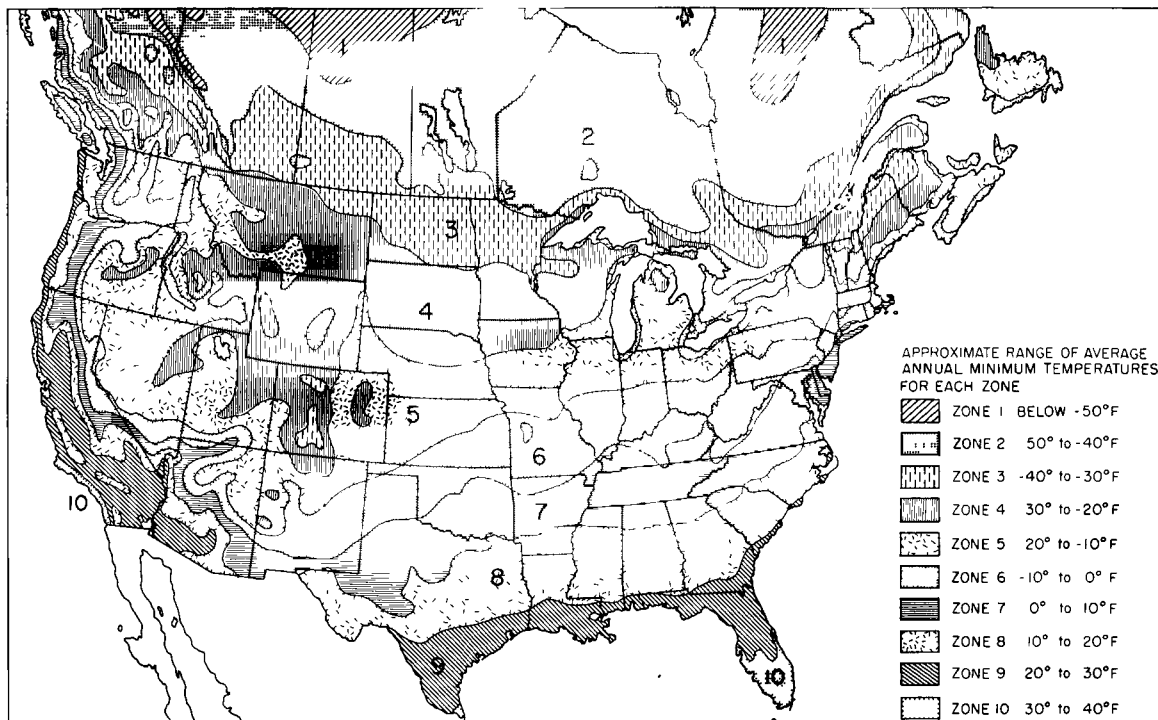 2
3
4
5
6
7
8
9
10
10
APPROXIMATE RANGE OF AVERAGE
ANNUAL MINIMUM TEMPERATURES
FOR EACH ZONE
ZONE 1 BELOW -50°F
ZONE 2 50° to -40°F
ZONE 3 -40° to -30°F
ZONE 4 30° to -20°F
ZONE 5 20° to -10°F
ZONE 6 -10° to 0°F
ZONE 7 0° to 10°F
ZONE 8 10° to 20°F
ZONE 9 20° to 30°F
ZONE 10 30° to 40°F